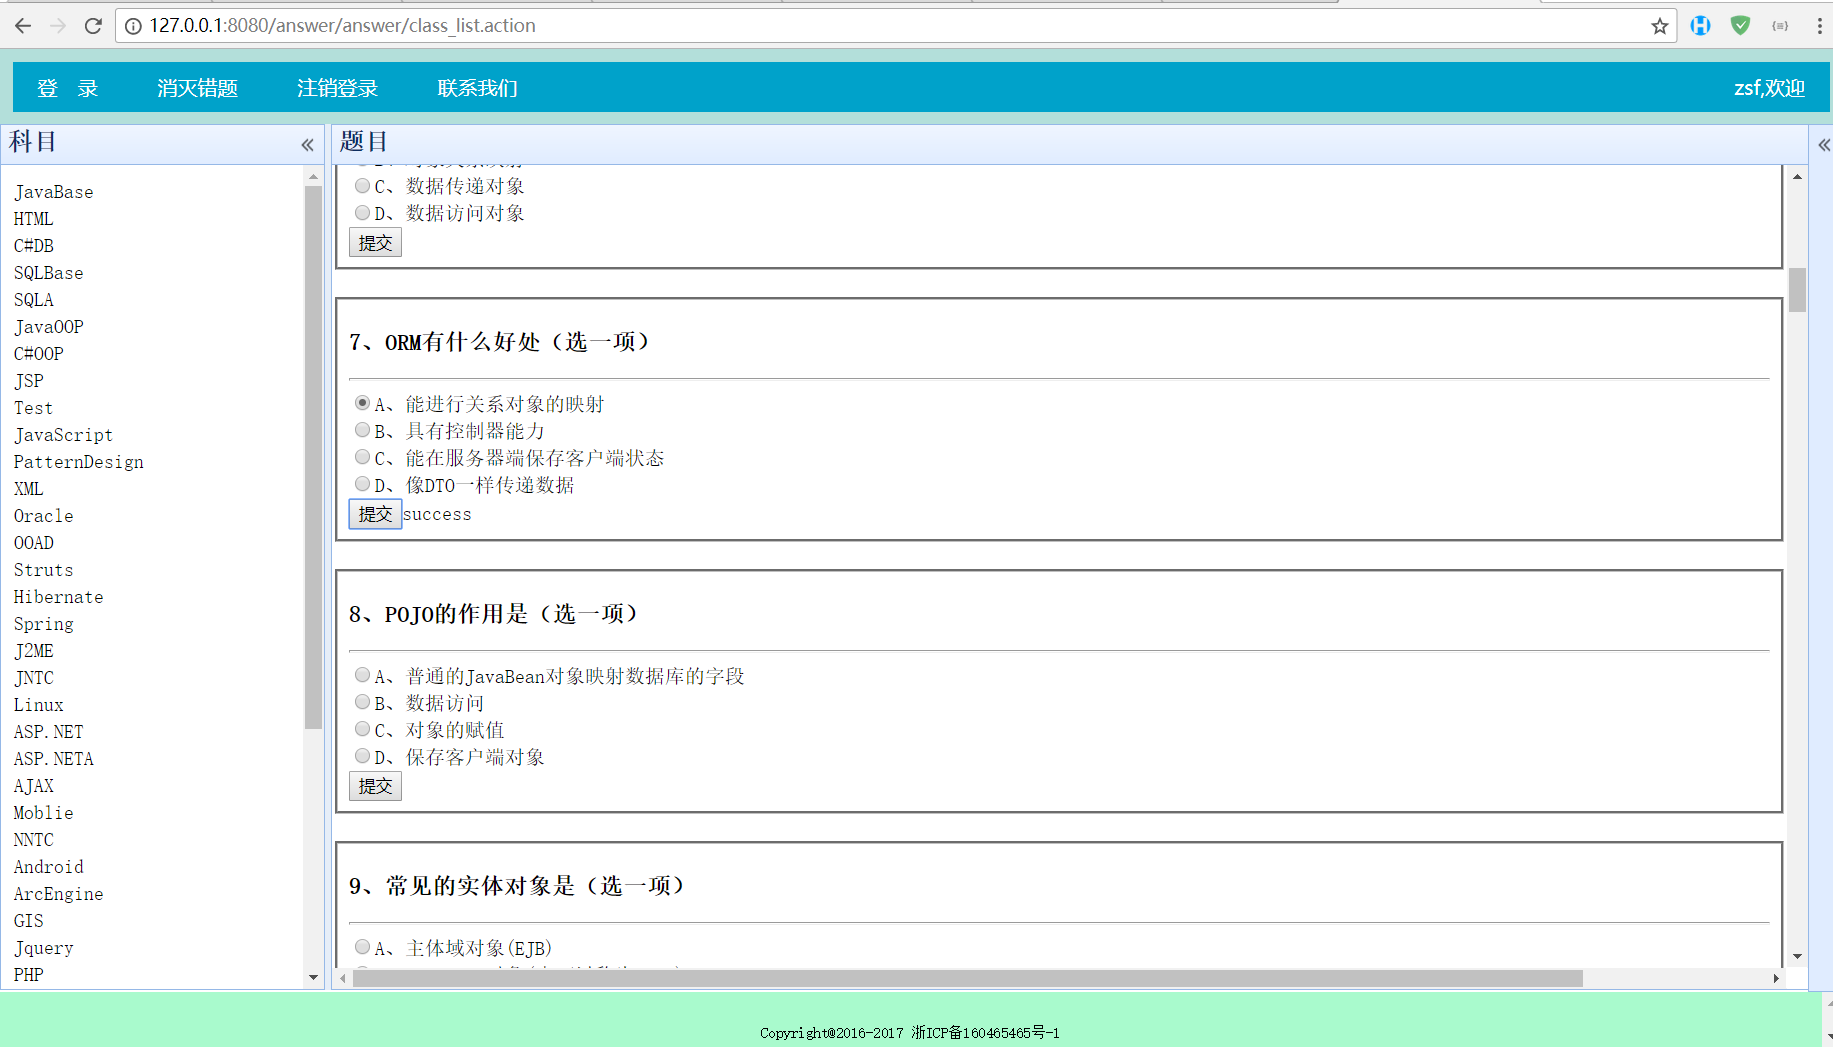 127.0.0.1:8080/answer/answer/class_list.action
登 录 消灭错题 注销登录 联系我们 zsf,欢迎
科目
JavaBase
HTML
C#DB
SQLBase
SQLA
JavaOOP
C#OOP
JSP
Test
JavaScript
PatternDesign
XML
Oracle
OOAD
Struts
Hibernate
Spring
J2ME
JNTC
Linux
ASP.NET
ASP.NETA
AJAX
Moblie
NNTC
Android
ArcEngine
GIS
Jquery
PHP
题目
C、数据传递对象
D、数据访问对象
提交
7、ORM有什么好处（选一项）
A、能进行关系对象的映射
B、具有控制器能力
C、能在服务器端保存客户端状态
D、像DTO一样传递数据
提交success
8、POJO的作用是（选一项）
A、普通的JavaBean对象映射数据库的字段
B、数据访问
C、对象的赋值
D、保存客户端对象
提交
9、常见的实体对象是（选一项）
A、主体域对象(EJB)
Copyright@2016-2017 浙ICP备160465465号-1